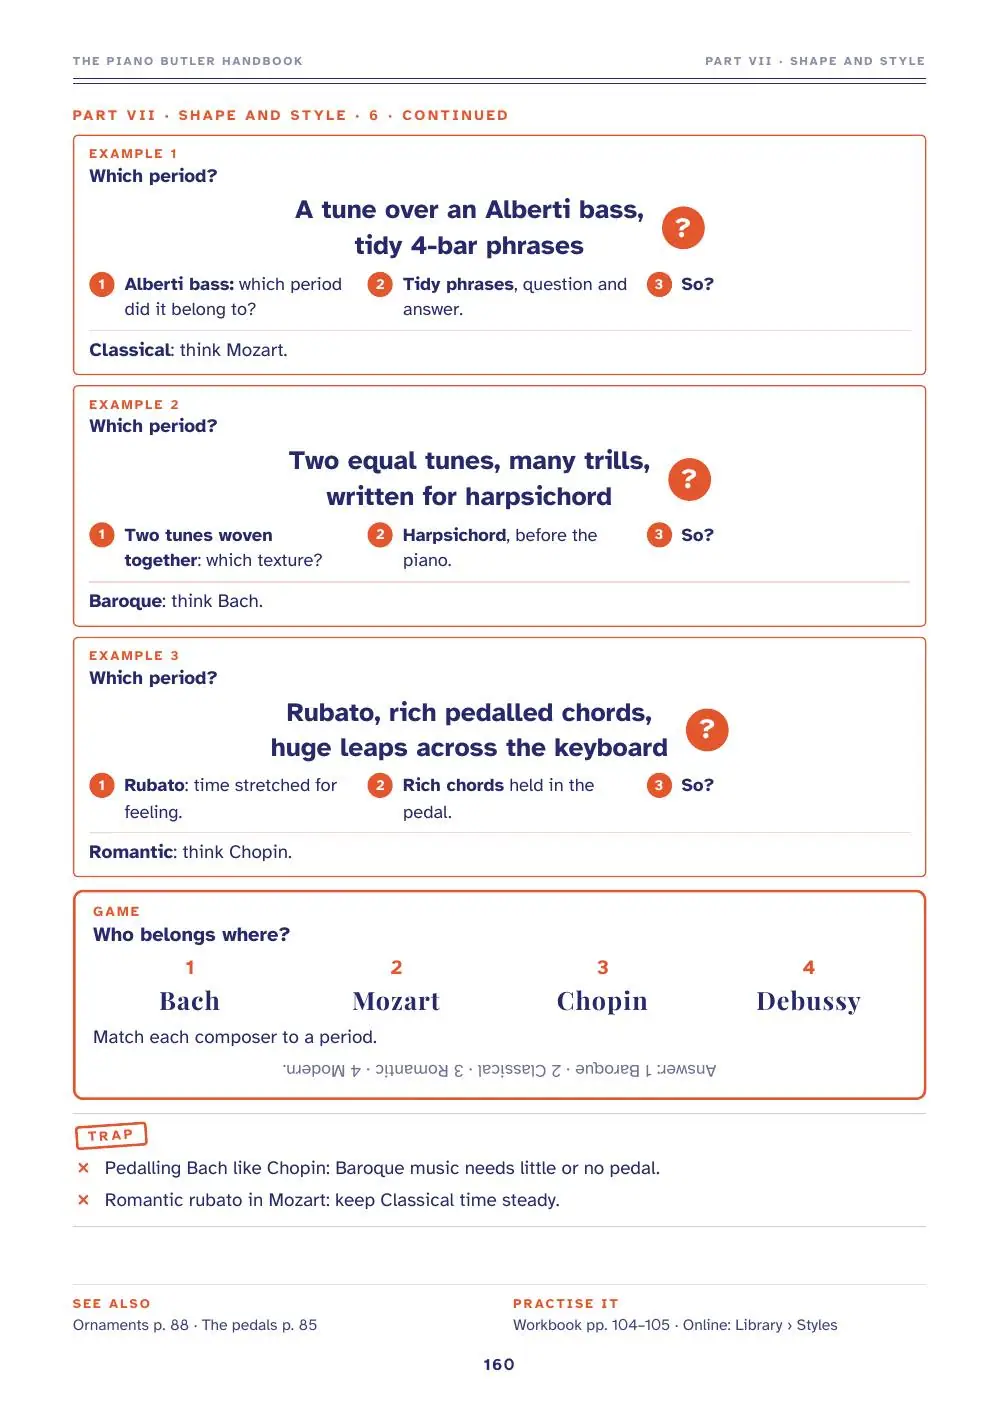 THE PIANO BUTLER HANDBOOK
PART VII · SHAPE AND STYLE
PART VII · SHAPE AND STYLE · 6 · CONTINUED
EXAMPLE 1
Which period?
A tune over an Alberti bass,
tidy 4-bar phrases
?
1 Alberti bass: which period
did it belong to?
2 Tidy phrases, question and
answer.
3 So?
Classical: think Mozart.
EXAMPLE 2
Which period?
Two equal tunes, many trills,
written for harpsichord
?
1 Two tunes woven
together: which texture?
2 Harpsichord, before the
piano.
3 So?
Baroque: think Bach.
EXAMPLE 3
Which period?
Rubato, rich pedalled chords,
huge leaps across the keyboard
?
1 Rubato: time stretched for
feeling.
2 Rich chords held in the
pedal.
3 So?
Romantic: think Chopin.
GAME
Who belongs where?
1 2 3 4
Bach Mozart Chopin Debussy
Match each composer to a period.
Answer: 1 Baroque · 2 Classical · 3 Romantic · 4 Modern.
TRAP
× Pedalling Bach like Chopin: Baroque music needs little or no pedal.
× Romantic rubato in Mozart: keep Classical time steady.
SEE ALSO
Ornaments p. 88 · The pedals p. 85
PRACTISE IT
Workbook pp. 104–105 · Online: Library › Styles
160